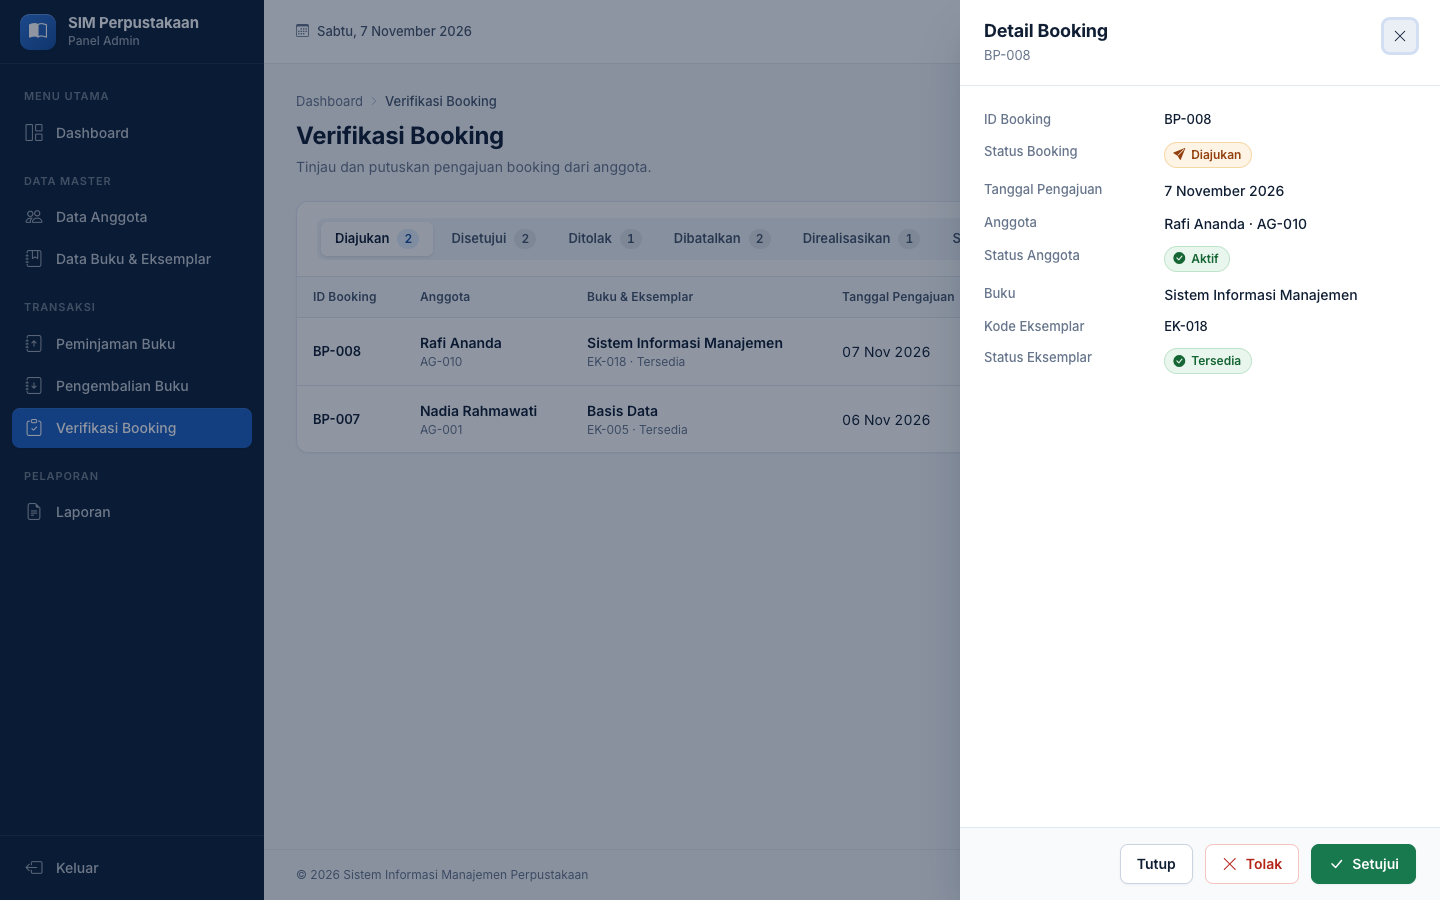 SIM Perpustakaan
Panel Admin
MENU UTAMA
Dashboard
DATA MASTER
Data Anggota
Data Buku & Eksemplar
TRANSAKSI
Peminjaman Buku
Pengembalian Buku
Verifikasi Booking
PELAPORAN
Laporan
Keluar
Sabtu, 7 November 2026
Dashboard > Verifikasi Booking
Verifikasi Booking
Tinjau dan putuskan pengajuan booking dari anggota.
Diajukan 2 Disetujui 2 Ditolak 1 Dibatalkan 2 Direalisasikan 1
ID Booking Anggota Buku & Eksemplar Tanggal Pengajuan
BP-008 Rafi Ananda Sistem Informasi Manajemen 07 Nov 2026
AG-010 EK-018 · Tersedia
BP-007 Nadia Rahmawati Basis Data 06 Nov 2026
AG-001 EK-005 · Tersedia
© 2026 Sistem Informasi Manajemen Perpustakaan
Detail Booking
BP-008
ID Booking BP-008
Status Booking Diajukan
Tanggal Pengajuan 7 November 2026
Anggota Rafi Ananda · AG-010
Status Anggota Aktif
Buku Sistem Informasi Manajemen
Kode Eksemplar EK-018
Status Eksemplar Tersedia
Tutup Tolak Setujui